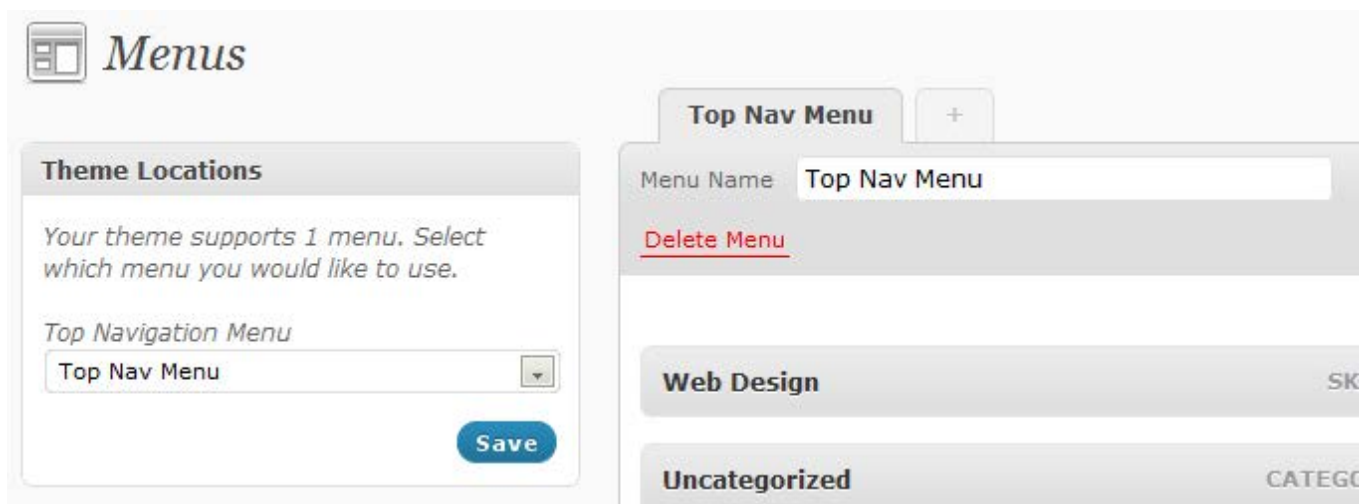 Menus
Top Nav Menu +
Theme Locations
Menu Name Top Nav Menu
Your theme supports 1 menu. Select
which menu you would like to use.
Delete Menu
Top Navigation Menu
Top Nav Menu
Save
Web Design
Uncategorized